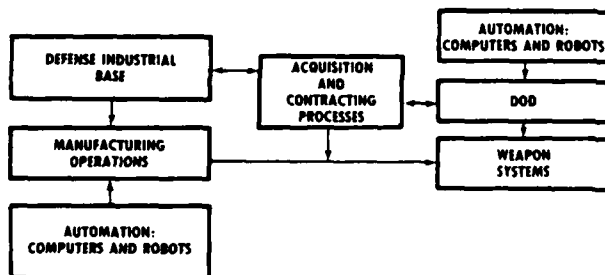 DEFENSE INDUSTRIAL
BASE
MANUFACTURING
OPERATIONS
AUTOMATION:
COMPUTERS AND ROBOTS
ACQUISITION
AND
CONTRACTING
PROCESSES
AUTOMATION:
COMPUTERS AND ROBOTS
DOD
WEAPON
SYSTEMS